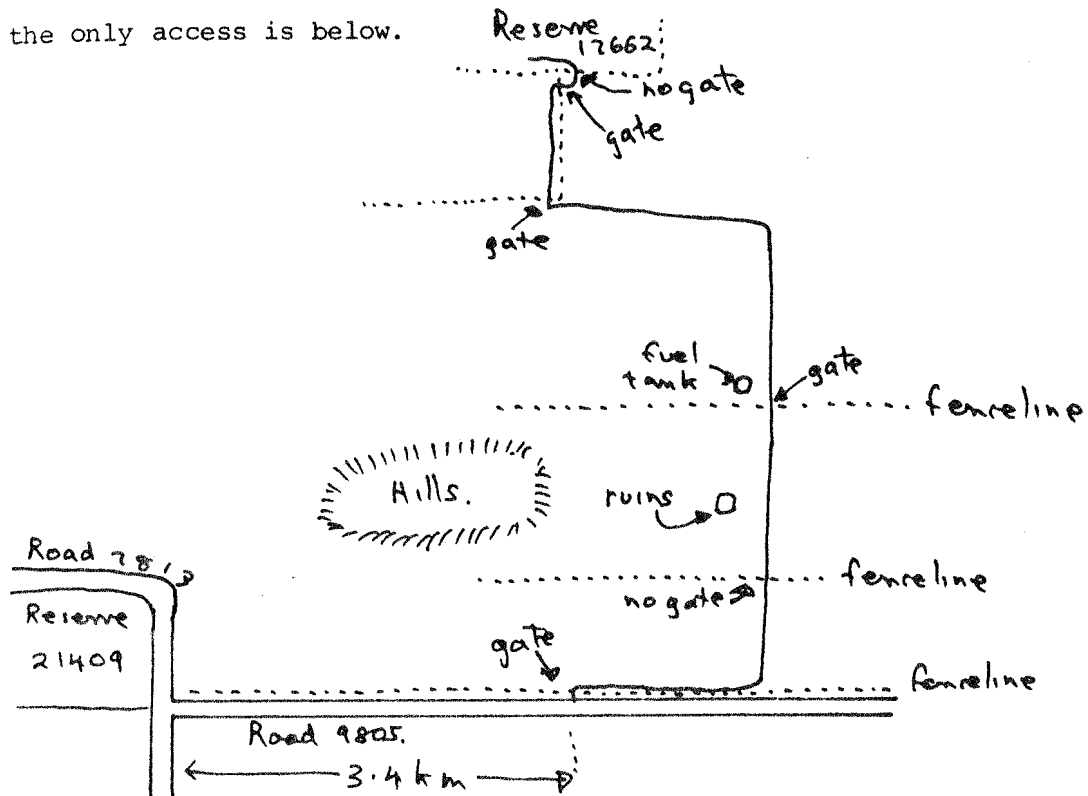 the only access is below.
Reserve
17662
no gate
gate
gate
fuel
tank
gate
fenceline
Hills.
ruins
Road 7813
fenceline
no gate
Reserve
21409
gate
fenceline
Road 9805.
3.4 km